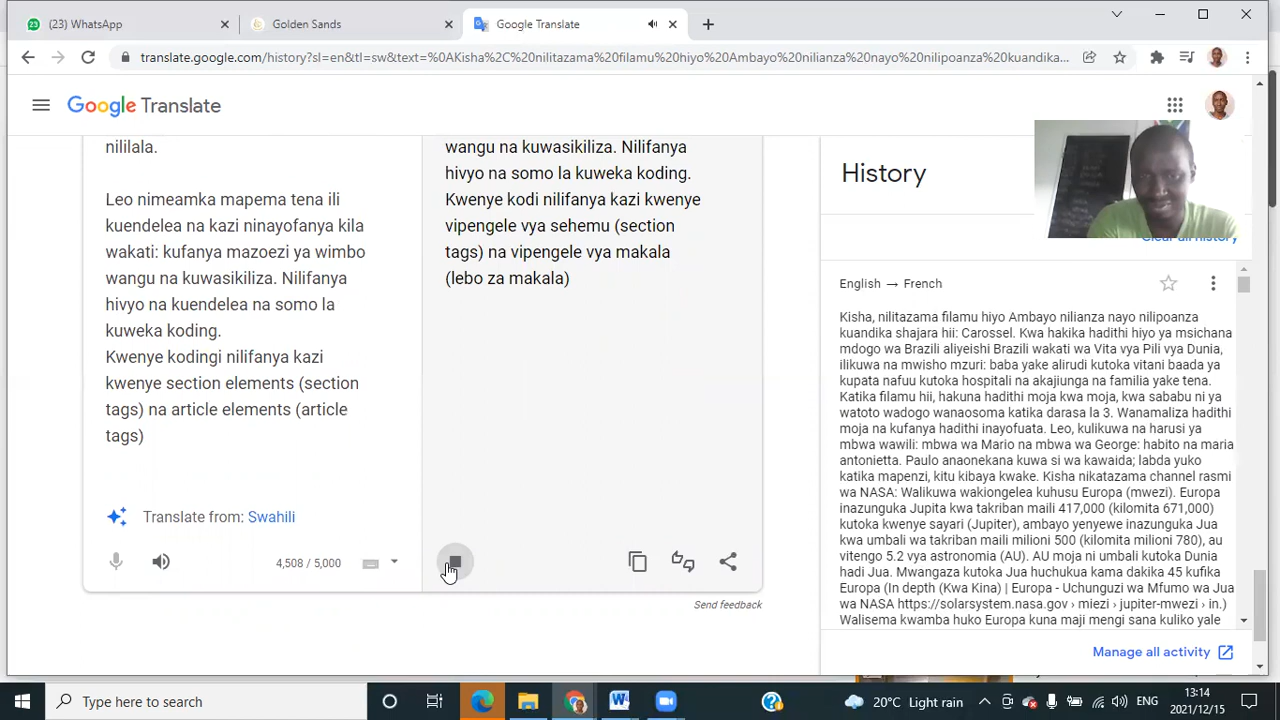 (23) WhatsApp
Golden Sands
Google Translate
translate.google.com/history?sl=en&tl=sw&text=%0AKisha%2C%20nilitazama%20filamu%20hiyo%20Ambayo%20nilianza%20nayo%20nilipoanza%20kuandika...
Google Translate
nililala.
Leo nimeamka mapema tena ili
kuendelea na kazi ninayofanya kila
wakati: kufanya mazoezi ya wimbo
wangu na kuwasikiliza. Nilifanya
hivyo na kuendelea na somo la
kuweka koding.
Kwenye kodingi nilifanya kazi
kwenye section elements (section
tags) na article elements (article
tags)
Translate from: Swahili
4,508 / 5,000
wangu na kuwasikiliza. Nilifanya
hivyo na somo la kuweka koding.
Kwenye kodi nilifanya kazi kwenye
vipengele vya sehemu (section
tags) na vipengele vya makala
(lebo za makala)
Send feedback
History
Clear all history
English → French
Kisha, nilitazama filamu hiyo Ambayo nilianza nayo nilipoanza
kuandika shajara hii: Carossel. Kwa hakika hadithi hiyo ya msichana
mdogo wa Brazili aliyeishi Brazili wakati wa Vita vya Pili vya Dunia,
ilikuwa na mwisho mzuri: baba yake alirudi kutoka vitani baada ya
kupata nafuu kutoka hospitali na akajiunga na familia yake tena.
Katika filamu hii, hakuna hadithi moja kwa moja, kwa sababu ni ya
watoto wadogo wanaosoma katika darasa la 3. Wanamaliza hadithi
moja na kufanya hadithi inayofuata. Leo, kulikuwa na harusi ya
mbwa wawili: mbwa wa Mario na mbwa wa George: habito na maria
antonietta. Paulo anaonekana kuwa si wa kawaida; labda yuko
katika mapenzi, kitu kibaya kwake. Kisha nikatazama channel rasmi
wa NASA: Walikuwa wakiongelea kuhusu Europa (mwezi). Europa
inazunguka Jupita kwa takriban maili 417,000 (kilomita 671,000)
kutoka kwenye sayari (Jupiter), ambayo yenyewe inazunguka Jua
kwa umbali wa takriban maili milioni 500 (kilomita milioni 780), au
vitengo 5.2 vya astronomia (AU). AU moja ni umbali kutoka Dunia
hadi Jua. Mwangaza kutoka Jua huchukua kama dakika 45 kufika
Europa (In depth (Kwa Kina) | Europa - Uchunguzi wa Mfumo wa Jua
wa NASA https://solarsystem.nasa.gov › miezi › jupiter-mwezi › in.)
Walisema kwamba huko Europa kuna maji mengi sana kuliko yale
Manage all activity
Type here to search
20°C Light rain
ENG
13:14
2021/12/15